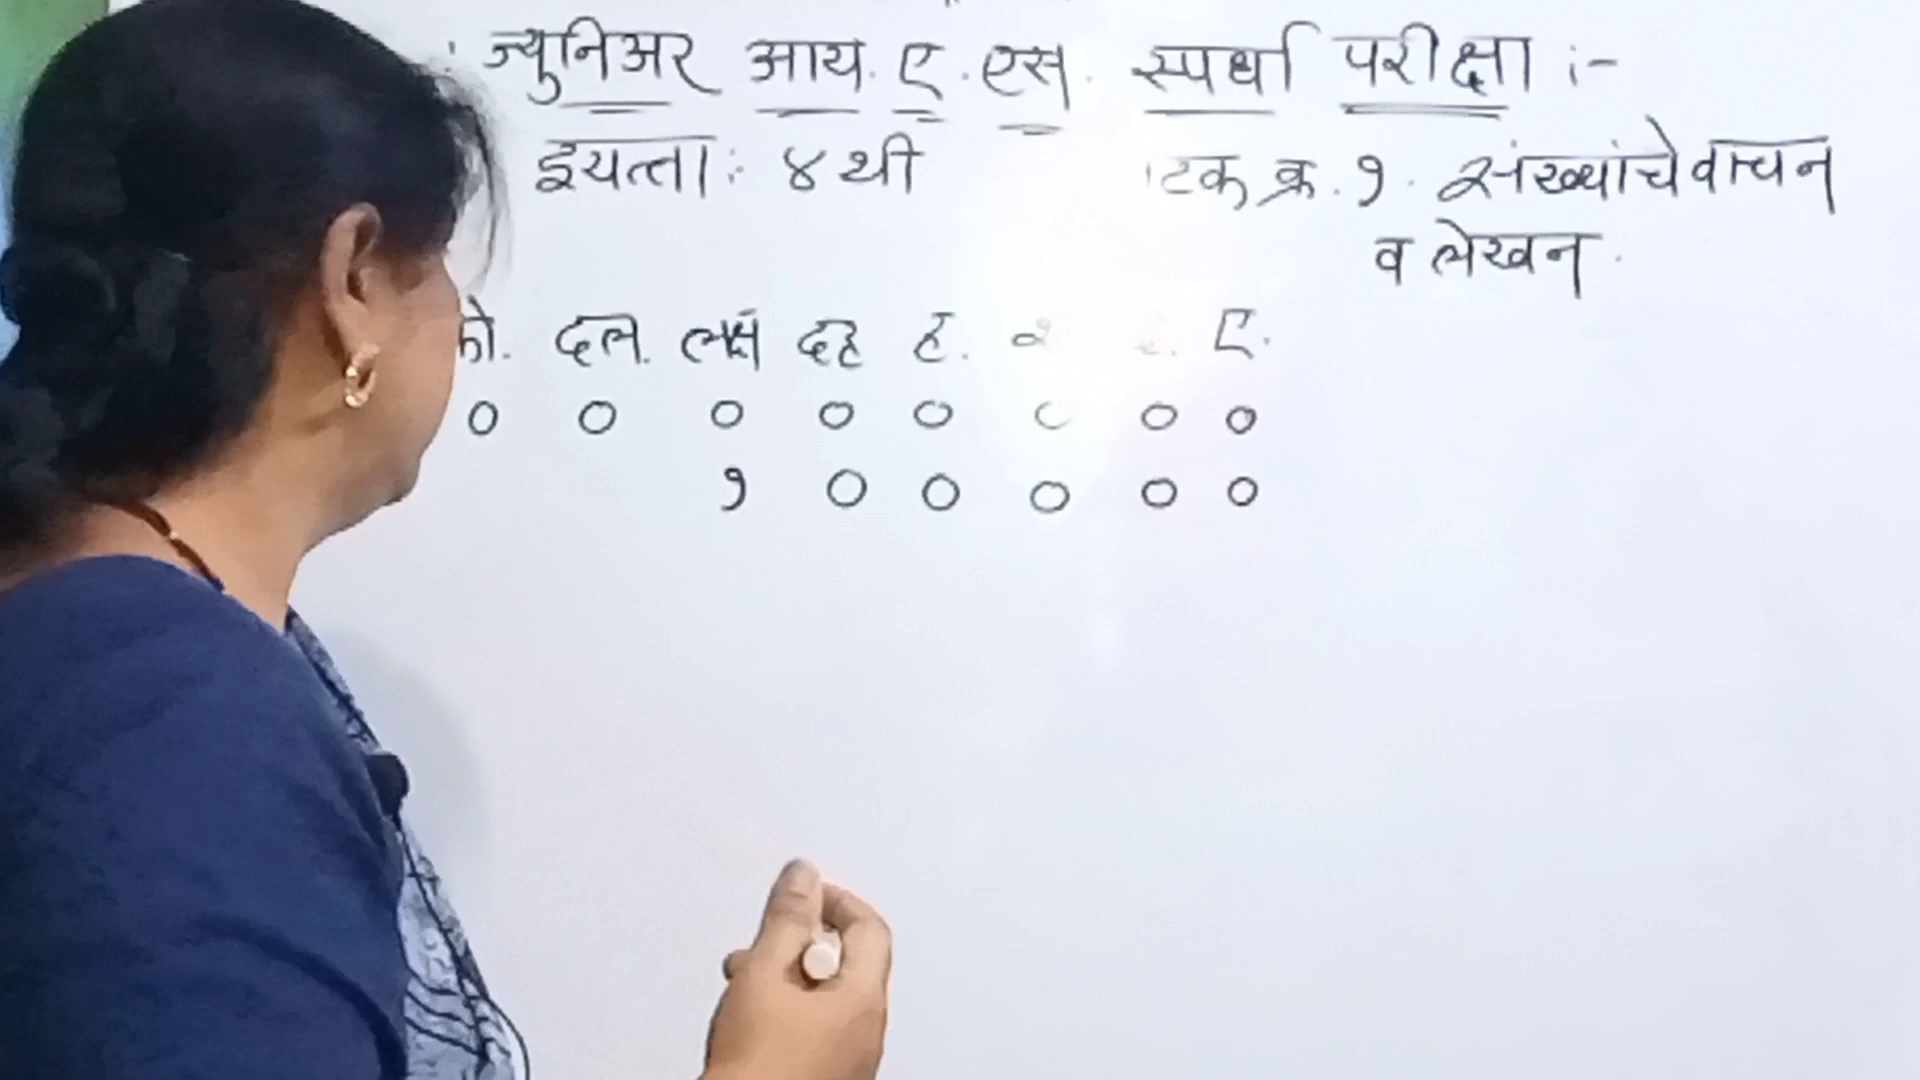 ज्युनिअर आय. ए. एस. स्पर्धा परीक्षा :-
इयत्ता :- ४ थी टक क्र. १. संख्यांचे वाचन
व लेखन.
को. दल. लक्ष दह ह. ए.
० ० ० ० ० ० ० ०
१ ० ० ० ० ०